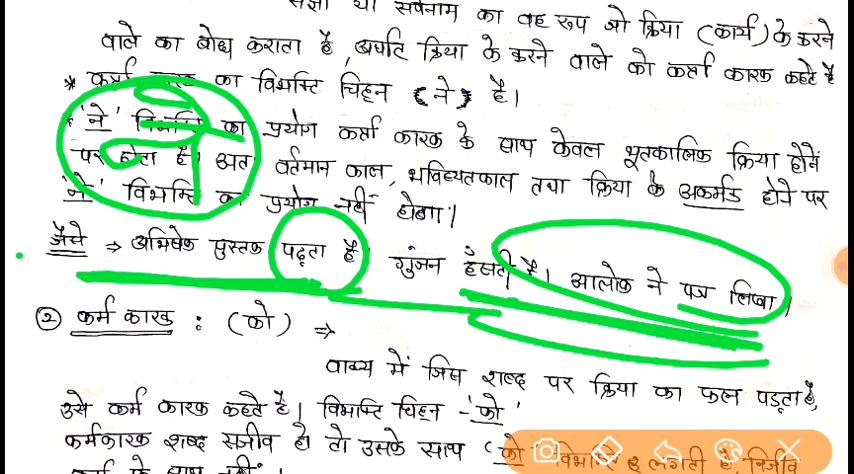 संज्ञा या सर्वनाम का वह रूप जो क्रिया (कार्य) के करने
वाले का बोध कराता है, अर्थात क्रिया के करने वाले को कर्त्ता कारक कहते है
* कर्त्ता कारक का विभक्ति चिह्न (ने) है।
* 'ने' विभक्ति का प्रयोग कर्ता कारक के साथ केवल भूतकालिक क्रिया होने
पर होता है। अतः वर्तमान काल, भविष्यतकाल तथा क्रिया के अकर्मक होने पर
'ने' विभक्ति का प्रयोग नहीं होगा।
जैसे ⇒ अभिषेक पुस्तक पढ़ता है। गुंजन हँसती है। आलोक ने पत्र लिखा।
② कर्म कारक : (को) ⇒
वाक्य में जिस शब्द पर क्रिया का फल पड़ता है,
उसे कर्म कारक कहते है। विभक्ति चिह्न -'को'
कर्मकारक शब्द सजीव हो तो उसके साथ 'को' विभक्ति लगती है निर्जीव
कर्म के साथ नहीं।